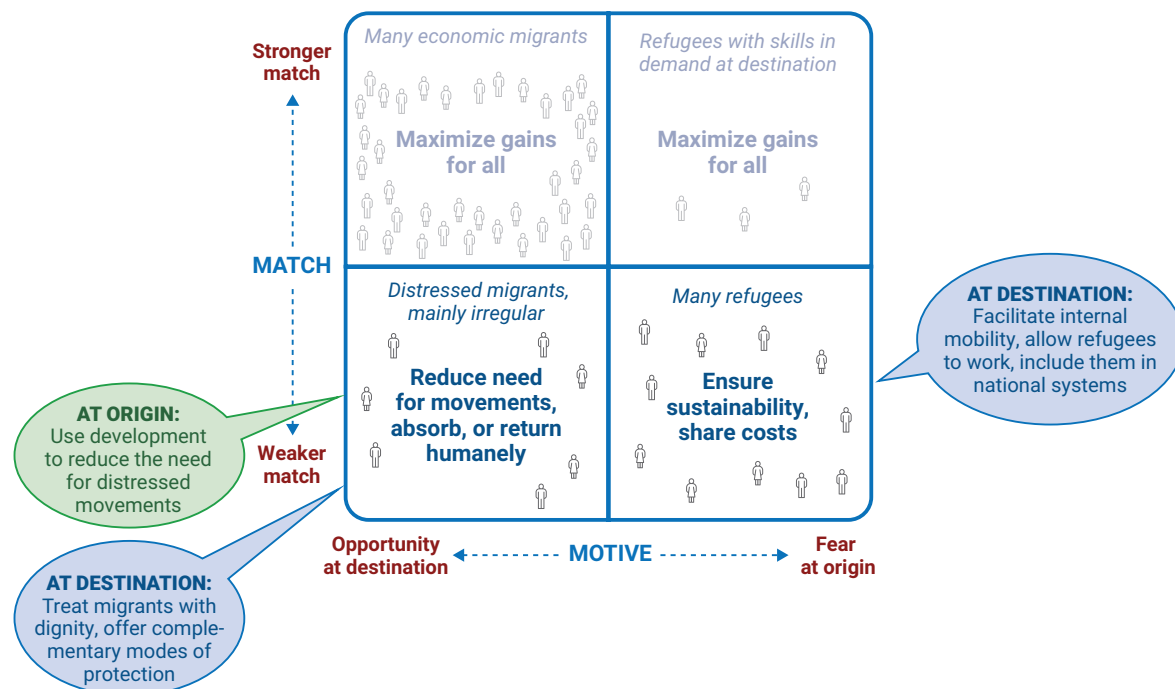 Many economic migrants
Refugees with skills in
demand at destination
Stronger
match
Maximize gains
for all
Maximize gains
for all
MATCH
Distressed migrants,
mainly irregular
Many refugees
AT DESTINATION:
Facilitate internal
mobility, allow refugees
to work, include them in
national systems
Reduce need
for movements,
absorb, or return
humanely
Ensure
sustainability,
share costs
AT ORIGIN:
Use development
to reduce the need
for distressed
movements
Weaker
match
Opportunity
at destination
MOTIVE
Fear
at origin
AT DESTINATION:
Treat migrants with
dignity, offer comple-
mentary modes of
protection